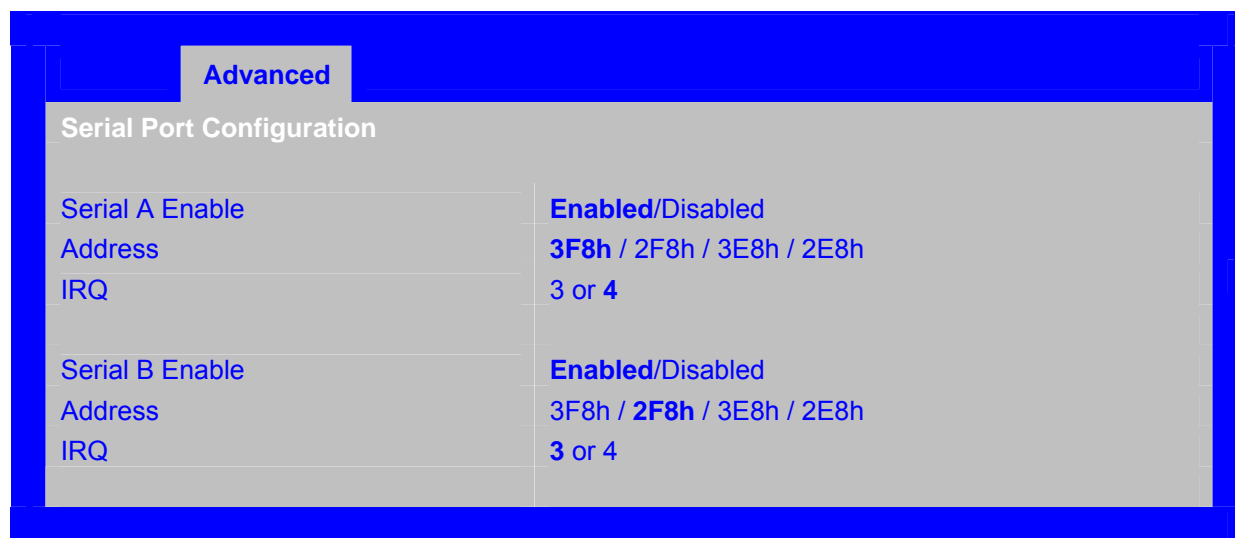 Advanced
Serial Port Configuration
Serial A Enable Enabled/Disabled
Address 3F8h / 2F8h / 3E8h / 2E8h
IRQ 3 or 4
Serial B Enable Enabled/Disabled
Address 3F8h / 2F8h / 3E8h / 2E8h
IRQ 3 or 4